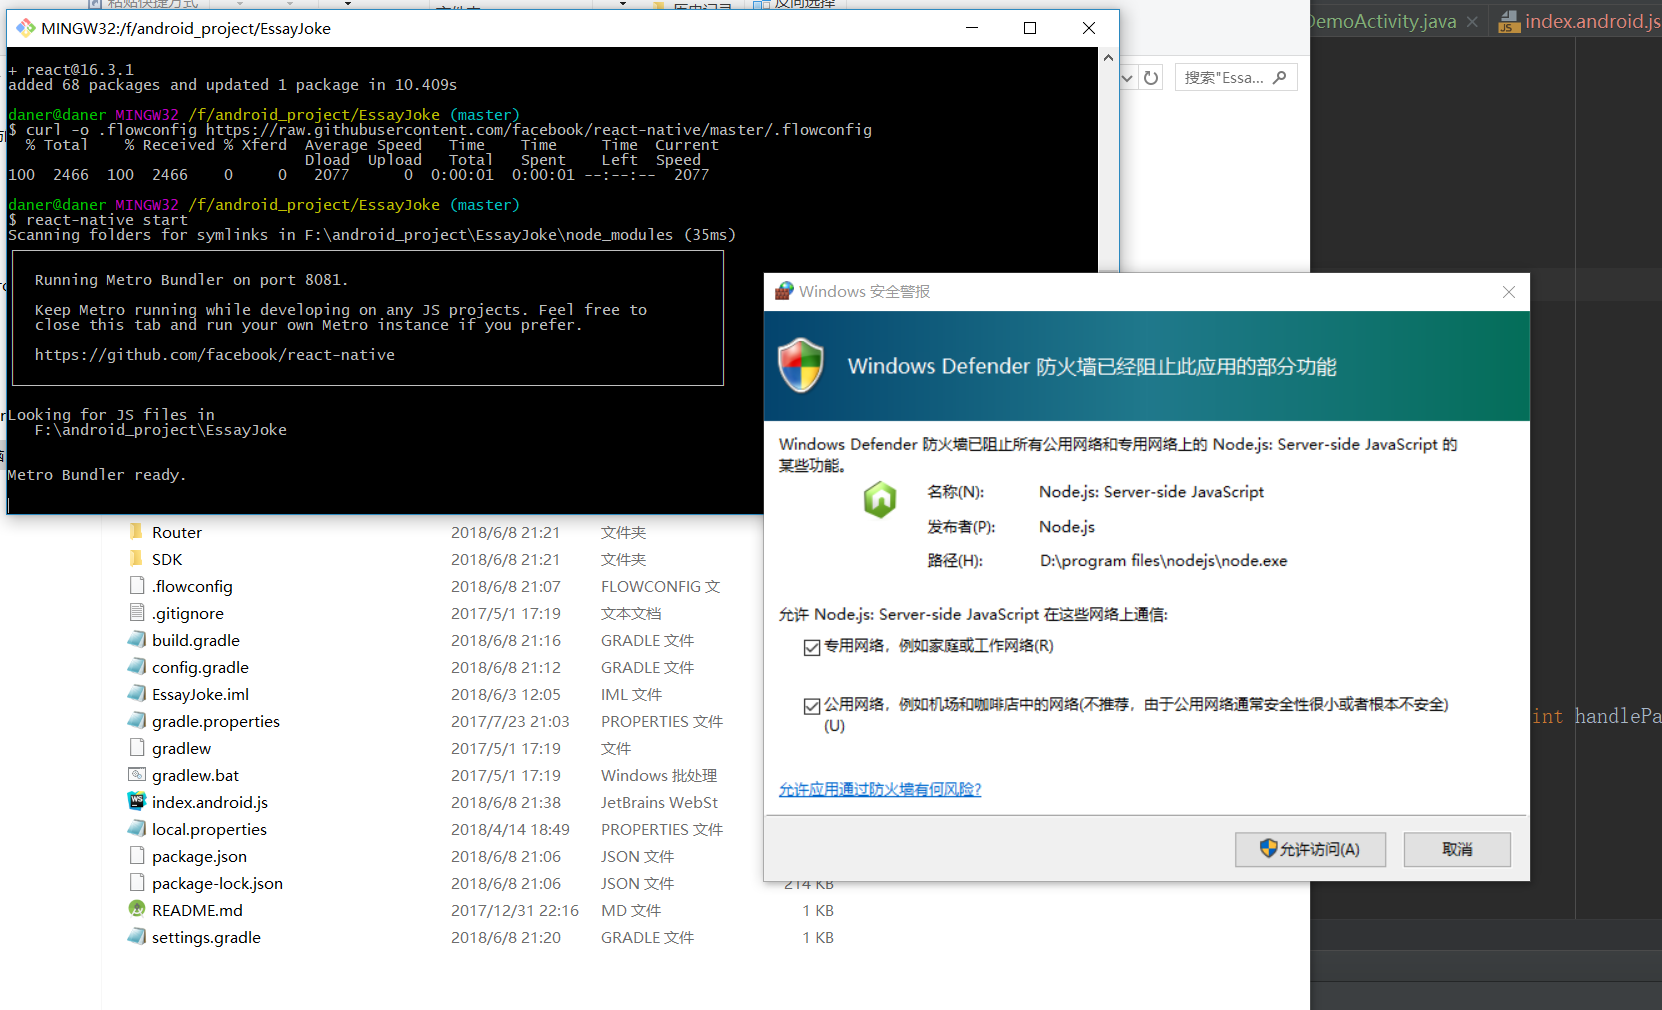 粘贴快捷方式
历史记录
反向选择
MINGW32:/f/android_project/EssayJoke
DemoActivity.java
index.android.js
搜索"Essa...
+ react@16.3.1
added 68 packages and updated 1 package in 10.409s
daner@daner MINGW32 /f/android_project/EssayJoke (master)
$ curl -o .flowconfig https://raw.githubusercontent.com/facebook/react-native/master/.flowconfig
% Total % Received % Xferd Average Speed Time Time Time Current
Dload Upload Total Spent Left Speed
100 2466 100 2466 0 0 2077 0 0:00:01 0:00:01 --:--:-- 2077
daner@daner MINGW32 /f/android_project/EssayJoke (master)
$ react-native start
Scanning folders for symlinks in F:\android_project\EssayJoke\node_modules (35ms)
Running Metro Bundler on port 8081.
Keep Metro running while developing on any JS projects. Feel free to
close this tab and run your own Metro instance if you prefer.
https://github.com/facebook/react-native
Looking for JS files in
F:\android_project\EssayJoke
Metro Bundler ready.
Windows 安全警报
Windows Defender 防火墙已经阻止此应用的部分功能
Windows Defender 防火墙已阻止所有公用网络和专用网络上的 Node.js: Server-side JavaScript 的
某些功能。
名称(N): Node.js: Server-side JavaScript
发布者(P): Node.js
路径(H): D:\program files\nodejs\node.exe
允许 Node.js: Server-side JavaScript 在这些网络上通信:
专用网络，例如家庭或工作网络(R)
公用网络，例如机场和咖啡店中的网络(不推荐，由于公用网络通常安全性很小或者根本不安全)
(U)
允许应用通过防火墙有何风险?
允许访问(A) 取消
Router 2018/6/8 21:21 文件夹
SDK 2018/6/8 21:21 文件夹
.flowconfig 2018/6/8 21:07 FLOWCONFIG 文
.gitignore 2017/5/1 17:19 文本文档
build.gradle 2018/6/8 21:16 GRADLE 文件
config.gradle 2018/6/8 21:12 GRADLE 文件
EssayJoke.iml 2018/6/3 12:05 IML 文件
gradle.properties 2017/7/23 21:03 PROPERTIES 文件
gradlew 2017/5/1 17:19 文件
gradlew.bat 2017/5/1 17:19 Windows 批处理
index.android.js 2018/6/8 21:38 JetBrains WebSt
local.properties 2018/4/14 18:49 PROPERTIES 文件
package.json 2018/6/8 21:06 JSON 文件
package-lock.json 2018/6/8 21:06 JSON 文件 214 KB
README.md 2017/12/31 22:16 MD 文件 1 KB
settings.gradle 2018/6/8 21:20 GRADLE 文件 1 KB
int handlePa